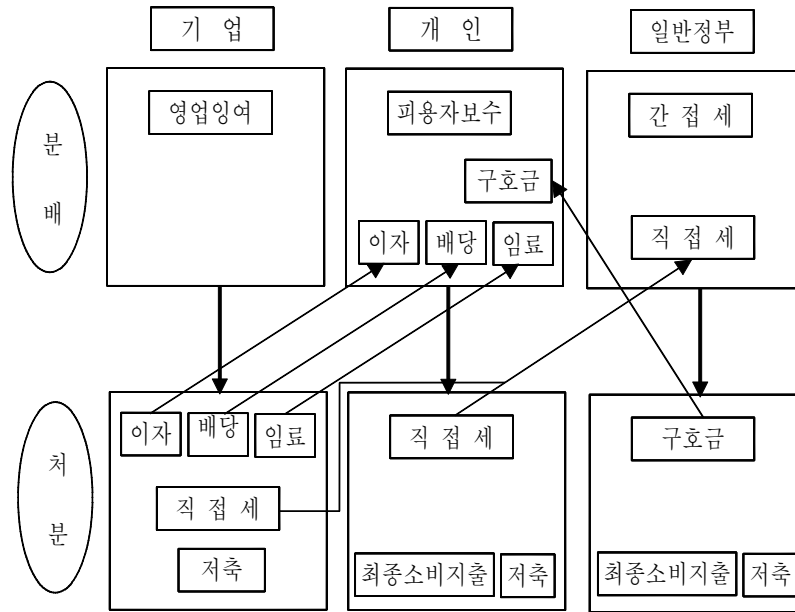 기 업
개 인
일반정부
분
배
영업잉여
피용자보수
구호금
이자
배당
임료
간 접 세
직 접 세
처
분
이자
배당
임료
직 접 세
저축
직 접 세
최종소비지출
저축
구호금
최종소비지출
저축